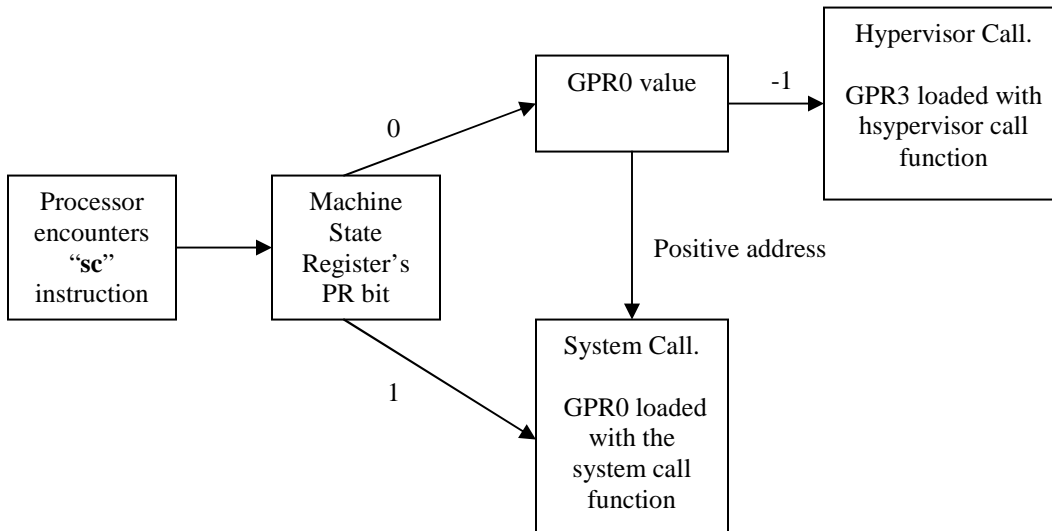 Processor
encounters
“sc”
instruction
0
Machine
State
Register’s
PR bit
1
GPR0 value
-1
Hypervisor Call.
GPR3 loaded with
hsypervisor call
function
Positive address
System Call.
GPR0 loaded
with the
system call
function